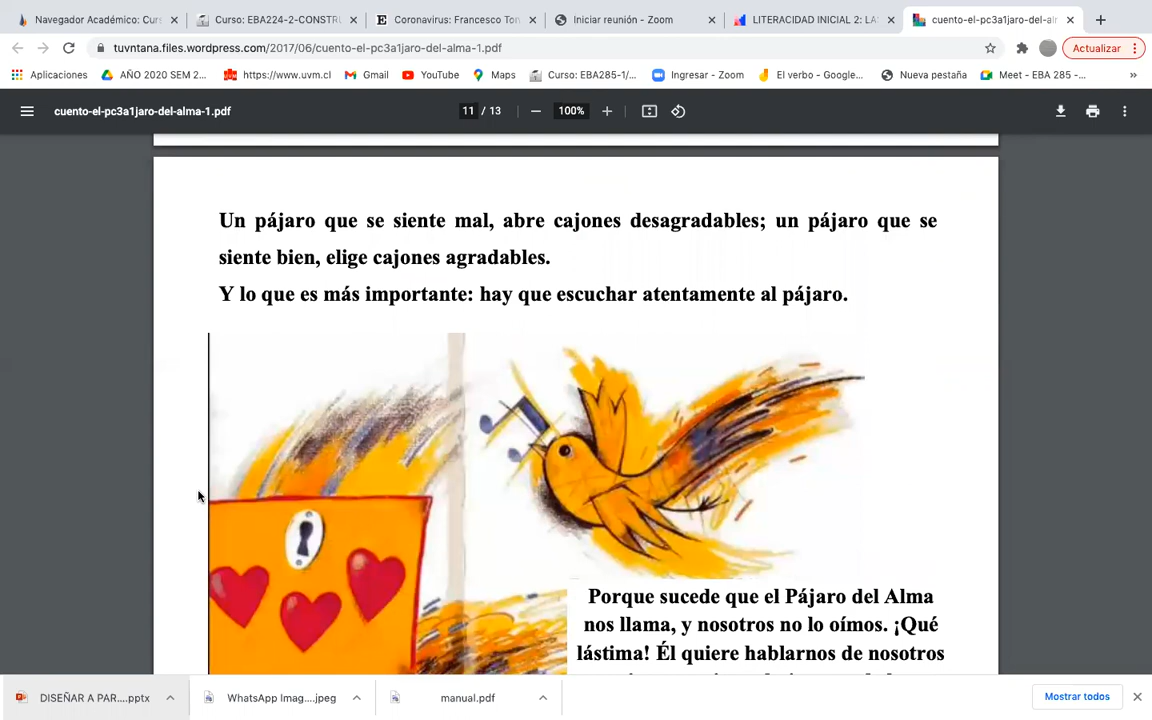 Navegador Académico: Curs
Curso: EBA224-2-CONSTRU
Coronavirus: Francesco Ton
Iniciar reunión - Zoom
LITERACIDAD INICIAL 2: LA
cuento-el-pc3a1jaro-del-al
tuvntana.files.wordpress.com/2017/06/cuento-el-pc3a1jaro-del-alma-1.pdf
Actualizar
Aplicaciones
AÑO 2020 SEM 2...
https://www.uvm.cl
Gmail
YouTube
Maps
Curso: EBA285-1/...
Ingresar - Zoom
El verbo - Google...
Nueva pestaña
Meet - EBA 285 -...
cuento-el-pc3a1jaro-del-alma-1.pdf
11 / 13
100%
Un pájaro que se siente mal, abre cajones desagradables; un pájaro que se
siente bien, elige cajones agradables.
Y lo que es más importante: hay que escuchar atentamente al pájaro.
Porque sucede que el Pájaro del Alma
nos llama, y nosotros no lo oímos. ¡Qué
lástima! Él quiere hablarnos de nosotros
DISEÑAR A PAR....pptx
WhatsApp Imag....jpeg
manual.pdf
Mostrar todos